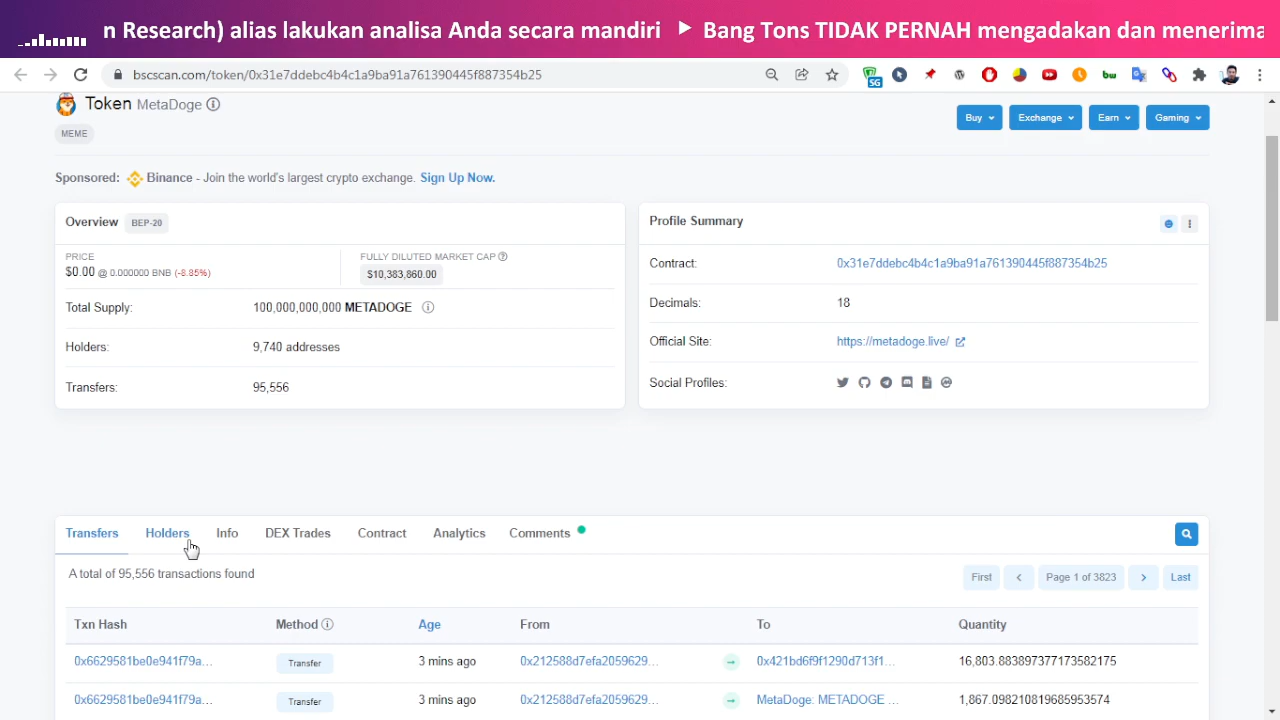 n Research) alias lakukan analisa Anda secara mandiri ▶ Bang Tons TIDAK PERNAH mengadakan dan menerima
bscscan.com/token/0x31e7ddebc4b4c1a9ba91a761390445f887354b25
SG
bw
Token MetaDoge
MEME
Buy
Exchange
Earn
Gaming
Sponsored: Binance - Join the world's largest crypto exchange. Sign Up Now.
Overview BEP-20
PRICE
$0.00 @ 0.000000 BNB (-8.85%)
FULLY DILUTED MARKET CAP
$10,383,860.00
Total Supply: 100,000,000,000 METADOGE
Holders: 9,740 addresses
Transfers: 95,556
Profile Summary
Contract: 0x31e7ddebc4b4c1a9ba91a761390445f887354b25
Decimals: 18
Official Site: https://metadoge.live/
Social Profiles:
Transfers Holders Info DEX Trades Contract Analytics Comments
A total of 95,556 transactions found
First Page 1 of 3823 Last
Txn Hash Method Age From To Quantity
0x6629581be0e941f79a... Transfer 3 mins ago 0x212588d7efa2059629... 0x421bd6f9f1290d713f1... 16,803.883897377173582175
0x6629581be0e941f79a... Transfer 3 mins ago 0x212588d7efa2059629... MetaDoge: METADOGE ... 1,867.098210819685953574